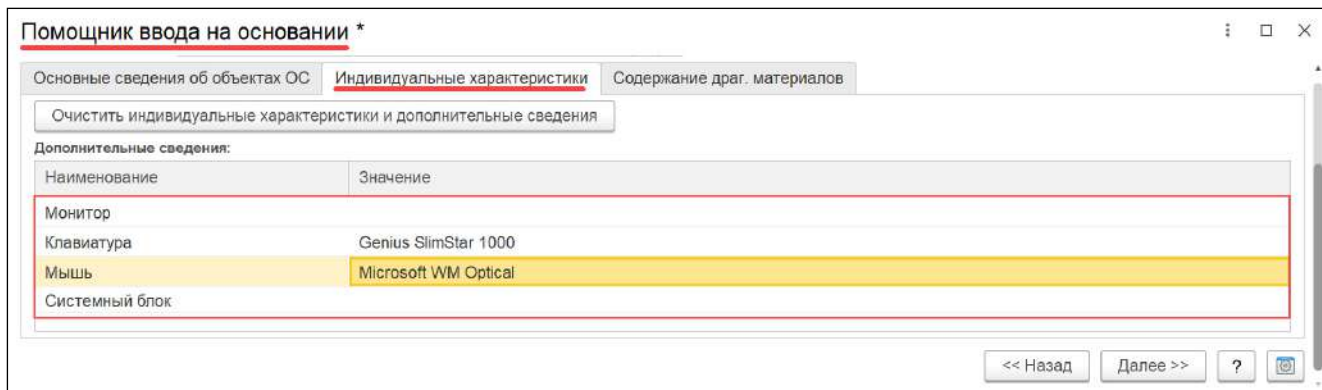 Помощник ввода на основании *
Основные сведения об объектах ОС Индивидуальные характеристики Содержание драг. материалов
Очистить индивидуальные характеристики и дополнительные сведения
Дополнительные сведения:
Наименование Значение
Монитор
Клавиатура Genius SlimStar 1000
Мышь Microsoft WM Optical
Системный блок
<< Назад Далее >> ?